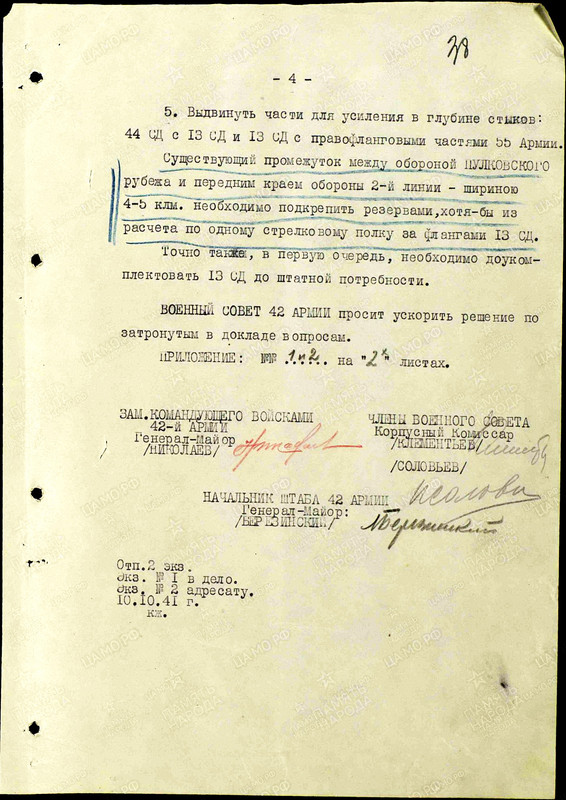 38
- 4 -
5. Выдвинуть части для усиления в глубине стыков:
44 СД с 13 СД и 13 СД с правофланговыми частями 55 Армии.
Существующий промежуток между обороной ПУЛКОВСКОГО
рубежа и передним краем обороны 2-й линии - шириною
4-5 клм. необходимо подкрепить резервами,хотя-бы из
расчета по одному стрелковому полку за флангами 13 СД.
Точно также, в первую очередь, необходимо доуком-
плектовать 13 СД до штатной потребности.
ВОЕННЫЙ СОВЕТ 42 АРМИИ просит ускорить решение по
затронутым в докладе вопросам.
ПРИЛОЖЕНИЕ: №№ 1 и 2 на "2х" листах.
ЗАМ.КОМАНДУЮЩЕГО ВОЙСКАМИ
42-й АРМИИ
Генерал-Майор
/НИКОЛАЕВ/
ЧЛЕНЫ ВОЕННОГО СОВЕТА
Корпусный Комиссар
/КЛЕМЕНТЬЕВ/
/СОЛОВЬЕВ/
НАЧАЛЬНИК ШТАБА 42 АРМИИ
Генерал-Майор:
/БЕРЕЗИНСКИЙ/
Отп.2 экз.
Экз. № 1 в дело.
Экз. № 2 адресату.
10.10.41 г.
кж.